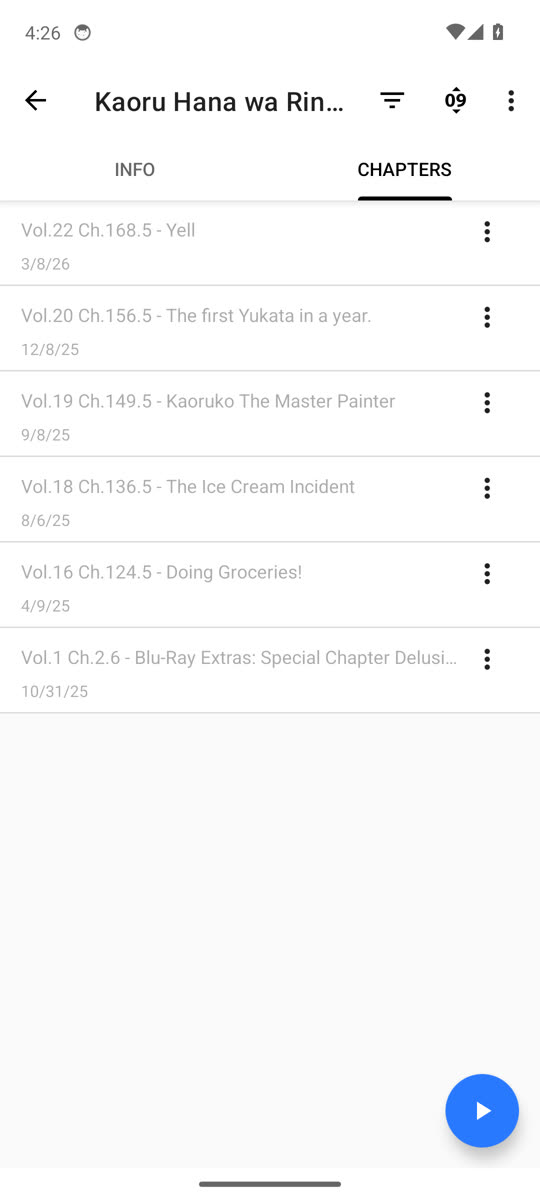 4:26
Kaoru Hana wa Rin...
09
INFO
CHAPTERS
Vol.22 Ch.168.5 - Yell
3/8/26
Vol.20 Ch.156.5 - The first Yukata in a year.
12/8/25
Vol.19 Ch.149.5 - Kaoruko The Master Painter
9/8/25
Vol.18 Ch.136.5 - The Ice Cream Incident
8/6/25
Vol.16 Ch.124.5 - Doing Groceries!
4/9/25
Vol.1 Ch.2.6 - Blu-Ray Extras: Special Chapter Delusi...
10/31/25